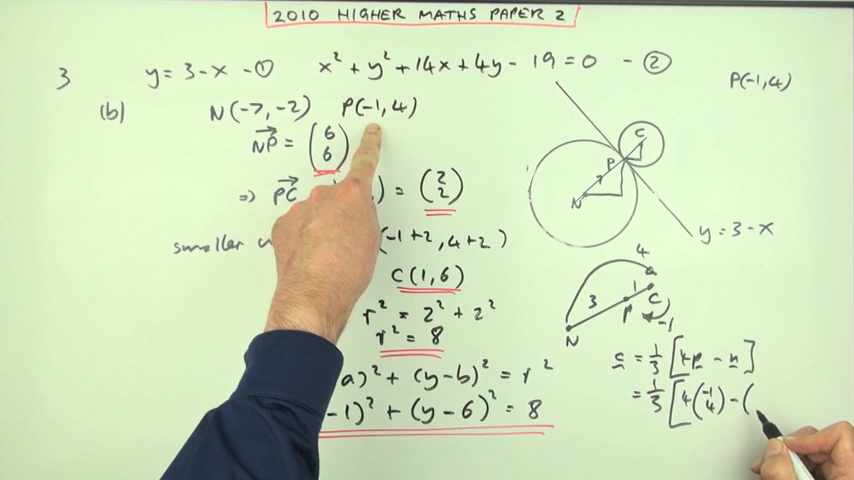 2010 HIGHER MATHS PAPER 2
3 y = 3 - x - ① x² + y² + 14x + 4y - 19 = 0 - ②
P(-1,4)
(b) N(-7,-2) P(-1,4)
NP = (6 6)
⇒ PC = (2 2)
smaller (-1+2, 4+2)
C(1,6)
r² = 2² + 2²
r² = 8
a)² + (y-b)² = r²
-1)² + (y-6)² = 8
C
P
N
y = 3 - x
4
3 1 C
P -1
N
c = 1/3 [4p - n]
= 1/3 [4(-1 4) - (